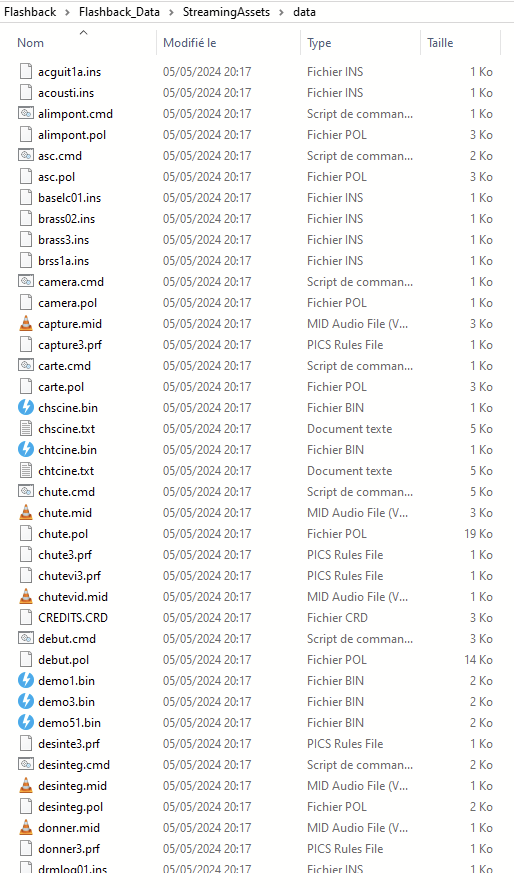 Flashback > Flashback_Data > StreamingAssets > data
Nom Modifié le Type Taille
acguit1a.ins 05/05/2024 20:17 Fichier INS 1 Ko
acousti.ins 05/05/2024 20:17 Fichier INS 1 Ko
alimpont.cmd 05/05/2024 20:17 Script de comman... 1 Ko
alimpont.pol 05/05/2024 20:17 Fichier POL 3 Ko
asc.cmd 05/05/2024 20:17 Script de comman... 2 Ko
asc.pol 05/05/2024 20:17 Fichier POL 3 Ko
baselc01.ins 05/05/2024 20:17 Fichier INS 1 Ko
brass02.ins 05/05/2024 20:17 Fichier INS 1 Ko
brass3.ins 05/05/2024 20:17 Fichier INS 1 Ko
brss1a.ins 05/05/2024 20:17 Fichier INS 1 Ko
camera.cmd 05/05/2024 20:17 Script de comman... 1 Ko
camera.pol 05/05/2024 20:17 Fichier POL 1 Ko
capture.mid 05/05/2024 20:17 MID Audio File (V... 3 Ko
capture3.prf 05/05/2024 20:17 PICS Rules File 1 Ko
carte.cmd 05/05/2024 20:17 Script de comman... 1 Ko
carte.pol 05/05/2024 20:17 Fichier POL 3 Ko
chscine.bin 05/05/2024 20:17 Fichier BIN 1 Ko
chscine.txt 05/05/2024 20:17 Document texte 5 Ko
chtcine.bin 05/05/2024 20:17 Fichier BIN 1 Ko
chtcine.txt 05/05/2024 20:17 Document texte 5 Ko
chute.cmd 05/05/2024 20:17 Script de comman... 5 Ko
chute.mid 05/05/2024 20:17 MID Audio File (V... 3 Ko
chute.pol 05/05/2024 20:17 Fichier POL 19 Ko
chute3.prf 05/05/2024 20:17 PICS Rules File 1 Ko
chutevi3.prf 05/05/2024 20:17 PICS Rules File 1 Ko
chutevid.mid 05/05/2024 20:17 MID Audio File (V... 1 Ko
CREDITS.CRD 05/05/2024 20:17 Fichier CRD 3 Ko
debut.cmd 05/05/2024 20:17 Script de comman... 3 Ko
debut.pol 05/05/2024 20:17 Fichier POL 14 Ko
demo1.bin 05/05/2024 20:17 Fichier BIN 2 Ko
demo3.bin 05/05/2024 20:17 Fichier BIN 2 Ko
demo51.bin 05/05/2024 20:17 Fichier BIN 2 Ko
desinte3.prf 05/05/2024 20:17 PICS Rules File 1 Ko
desinteg.cmd 05/05/2024 20:17 Script de comman... 2 Ko
desinteg.mid 05/05/2024 20:17 MID Audio File (V... 1 Ko
desinteg.pol 05/05/2024 20:17 Fichier POL 2 Ko
donner.mid 05/05/2024 20:17 MID Audio File (V... 3 Ko
donner3.prf 05/05/2024 20:17 PICS Rules File 1 Ko
drmlog01.ins 05/05/2024 20:17 Fichier INS 1 Ko